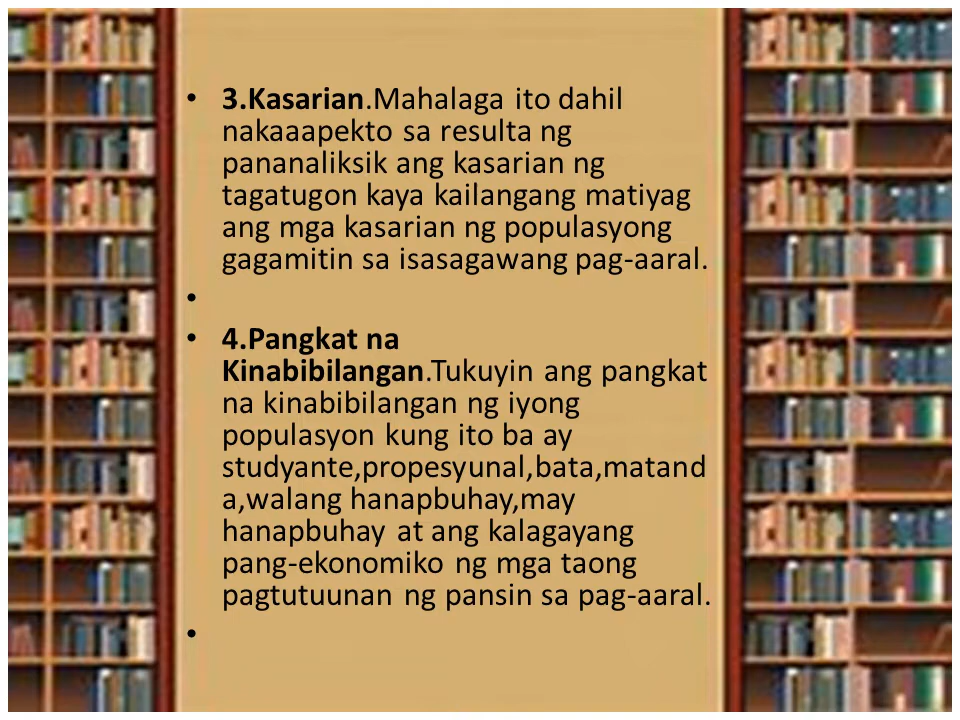 • 3.Kasarian.Mahalaga ito dahil
nakaaapekto sa resulta ng
pananaliksik ang kasarian ng
tagatugon kaya kailangang matiyag
ang mga kasarian ng populasyong
gagamitin sa isasagawang pag-aaral.
•
• 4.Pangkat na
Kinabibilangan.Tukuyin ang pangkat
na kinabibilangan ng iyong
populasyon kung ito ba ay
studyante,propesyunal,bata,matand
a,walang hanapbuhay,may
hanapbuhay at ang kalagayang
pang-ekonomiko ng mga taong
pagtutuunan ng pansin sa pag-aaral.
•